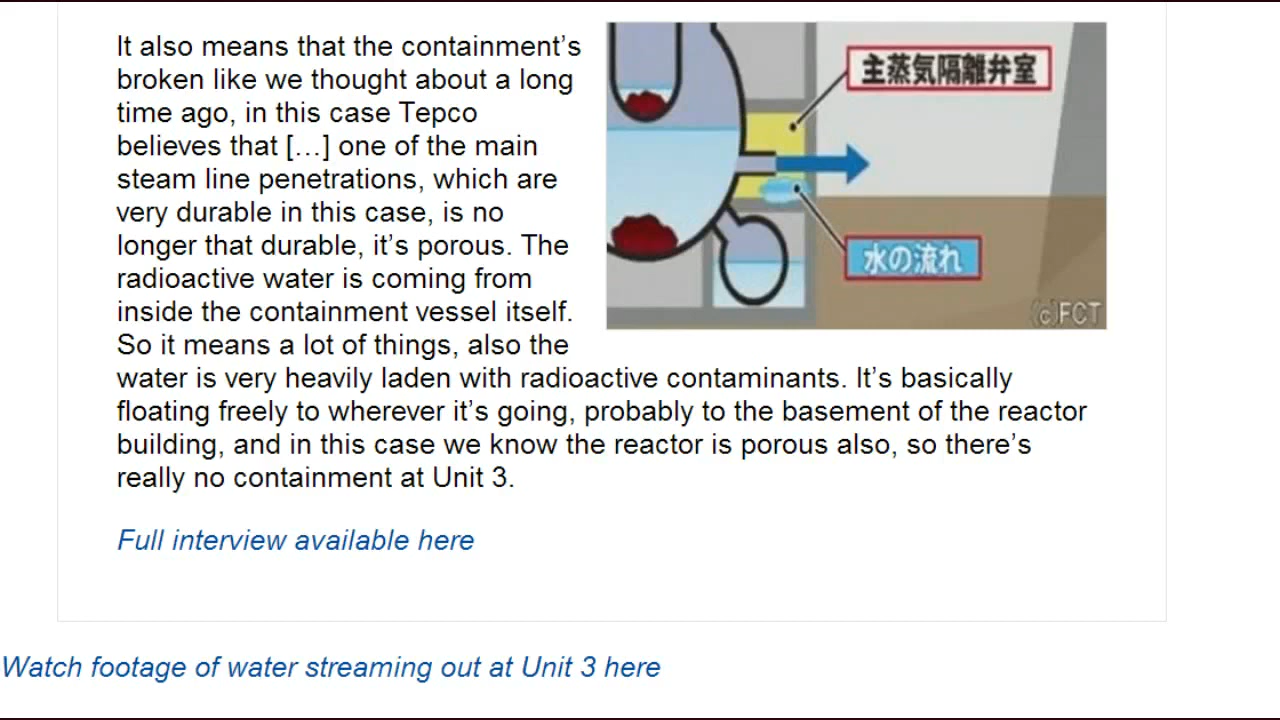 It also means that the containment's
broken like we thought about a long
time ago, in this case Tepco
believes that […] one of the main
steam line penetrations, which are
very durable in this case, is no
longer that durable, it's porous. The
radioactive water is coming from
inside the containment vessel itself.
So it means a lot of things, also the
water is very heavily laden with radioactive contaminants. It's basically
floating freely to wherever it's going, probably to the basement of the reactor
building, and in this case we know the reactor is porous also, so there's
really no containment at Unit 3.
主蒸気隔離弁室
水の流れ
(c)FCT
Full interview available here
Watch footage of water streaming out at Unit 3 here